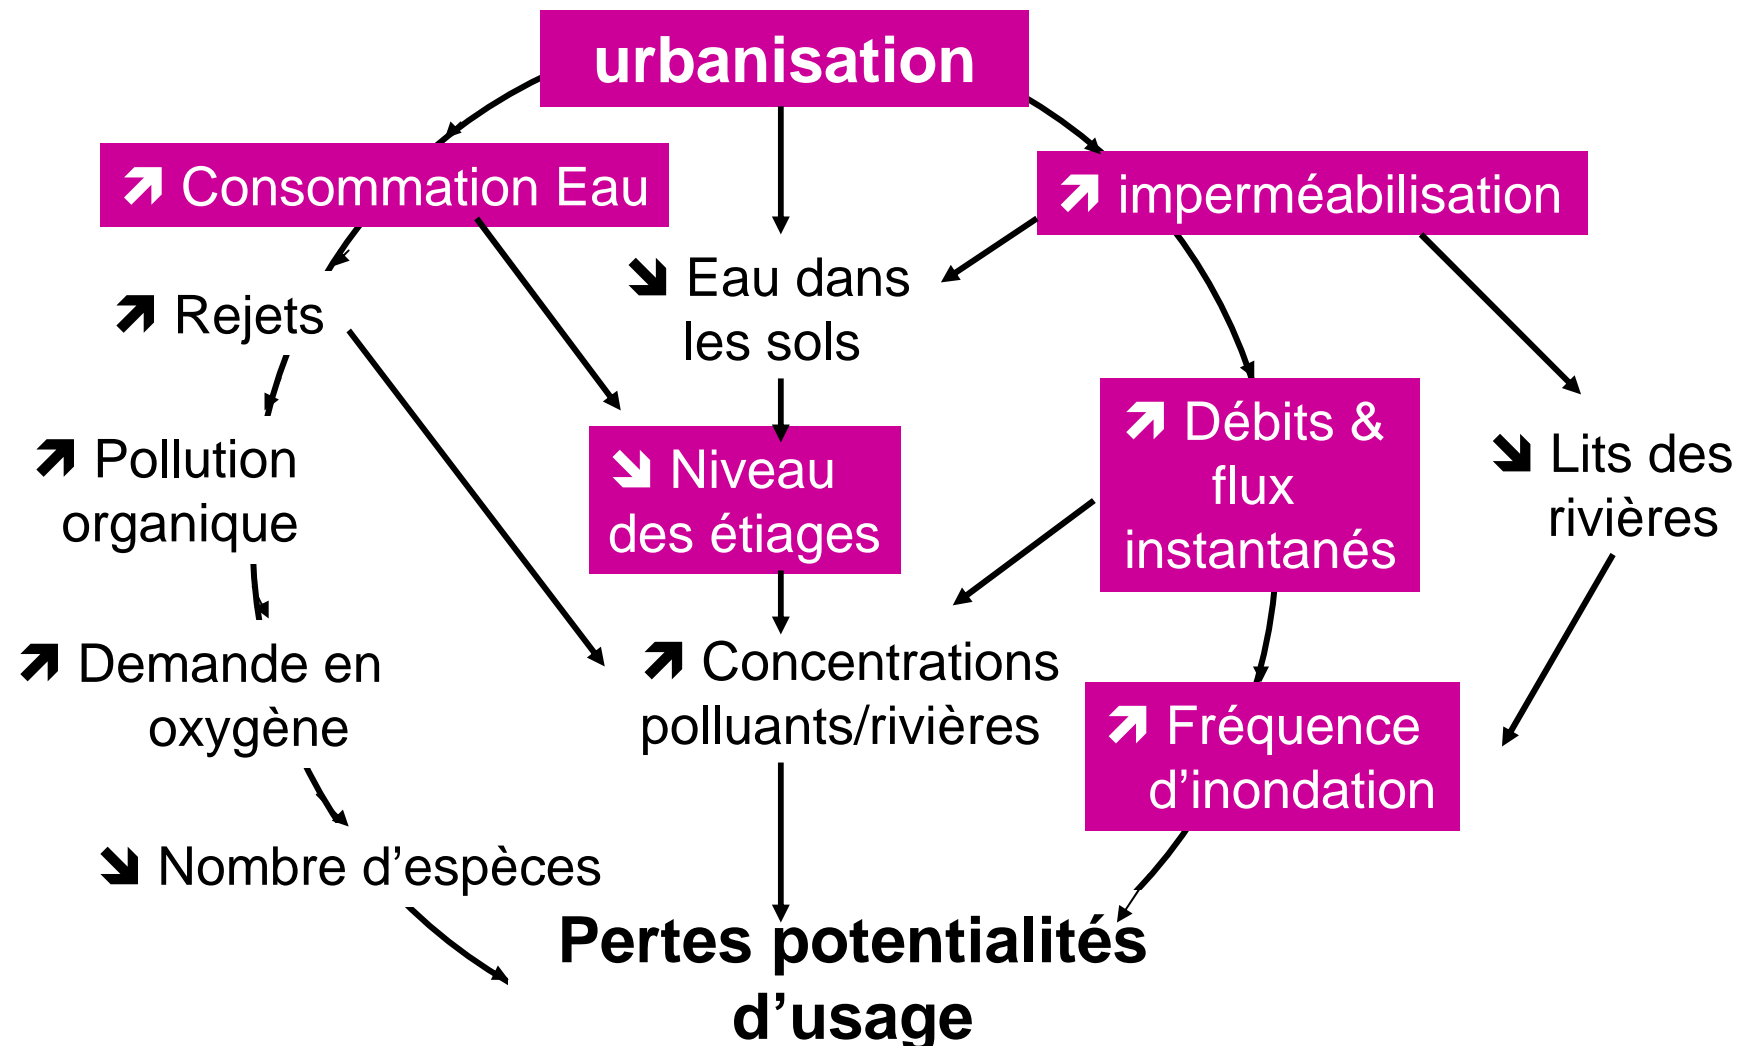 urbanisation
↗ Consommation Eau
↗ imperméabilisation
↘ Eau dans
les sols
↗ Rejets
↗ Débits &
flux
instantanés
↘ Lits des
rivières
↗ Pollution
organique
↘ Niveau
des étiages
↗ Demande en
oxygène
↗ Concentrations
polluants/rivières
↗ Fréquence
d’inondation
↘ Nombre d’espèces
Pertes potentialités
d’usage